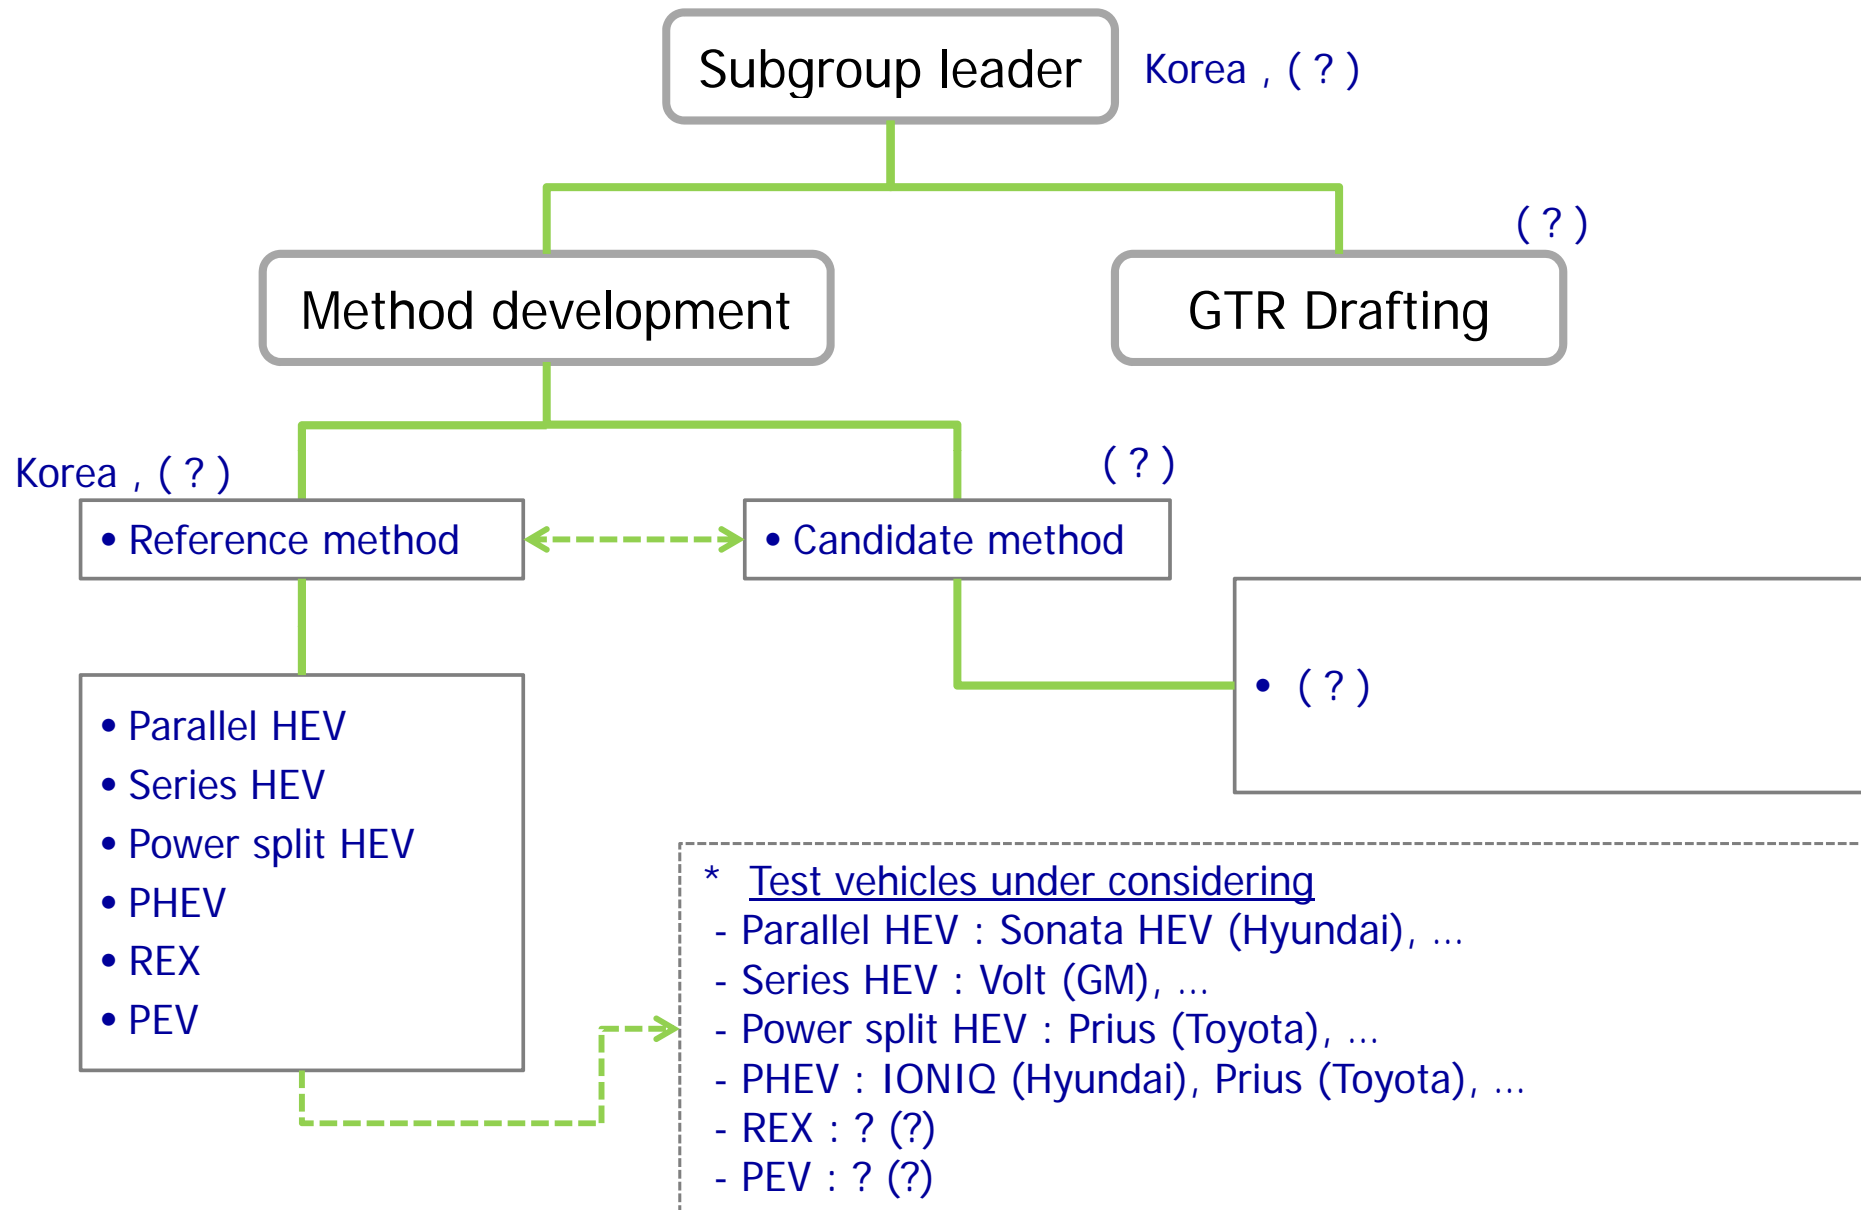 Subgroup leader
Korea , ( ? )
( ? )
Method development
GTR Drafting
Korea , ( ? )
( ? )
• Reference method
• Candidate method
• ( ? )
• Parallel HEV
• Series HEV
• Power split HEV
• PHEV
• REX
• PEV
* Test vehicles under considering
- Parallel HEV : Sonata HEV (Hyundai), ...
- Series HEV : Volt (GM), ...
- Power split HEV : Prius (Toyota), ...
- PHEV : IONIQ (Hyundai), Prius (Toyota), ...
- REX : ? (?)
- PEV : ? (?)